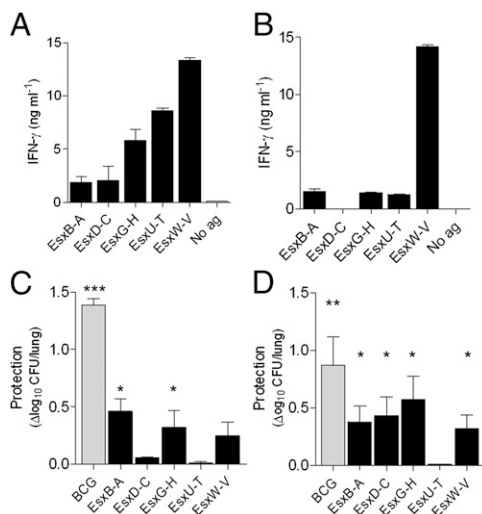 A
15
10
5
0
IFN-γ (ng ml⁻¹)
EsxB-A
EsxD-C
EsxG-H
EsxU-T
EsxW-V
No ag
B
15
10
5
0
IFN-γ (ng ml⁻¹)
EsxB-A
EsxD-C
EsxG-H
EsxU-T
EsxW-V
No ag
C
1.5
1.0
0.5
0.0
Protection
(Δlog₁₀ CFU/lung)
***
*
*
BCG
EsxB-A
EsxD-C
EsxG-H
EsxU-T
EsxW-V
D
1.5
1.0
0.5
0.0
Protection
(Δlog₁₀ CFU/lung)
**
*
*
*
*
BCG
EsxB-A
EsxD-C
EsxG-H
EsxU-T
EsxW-V